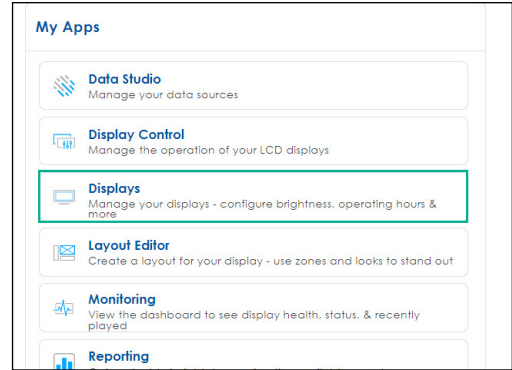 My Apps
Data Studio
Manage your data sources
Display Control
Manage the operation of your LCD displays
Displays
Manage your displays - configure brightness, operating hours &
more
Layout Editor
Create a layout for your display - use zones and looks to stand out
Monitoring
View the dashboard to see display health, status, & recently
played
Reporting